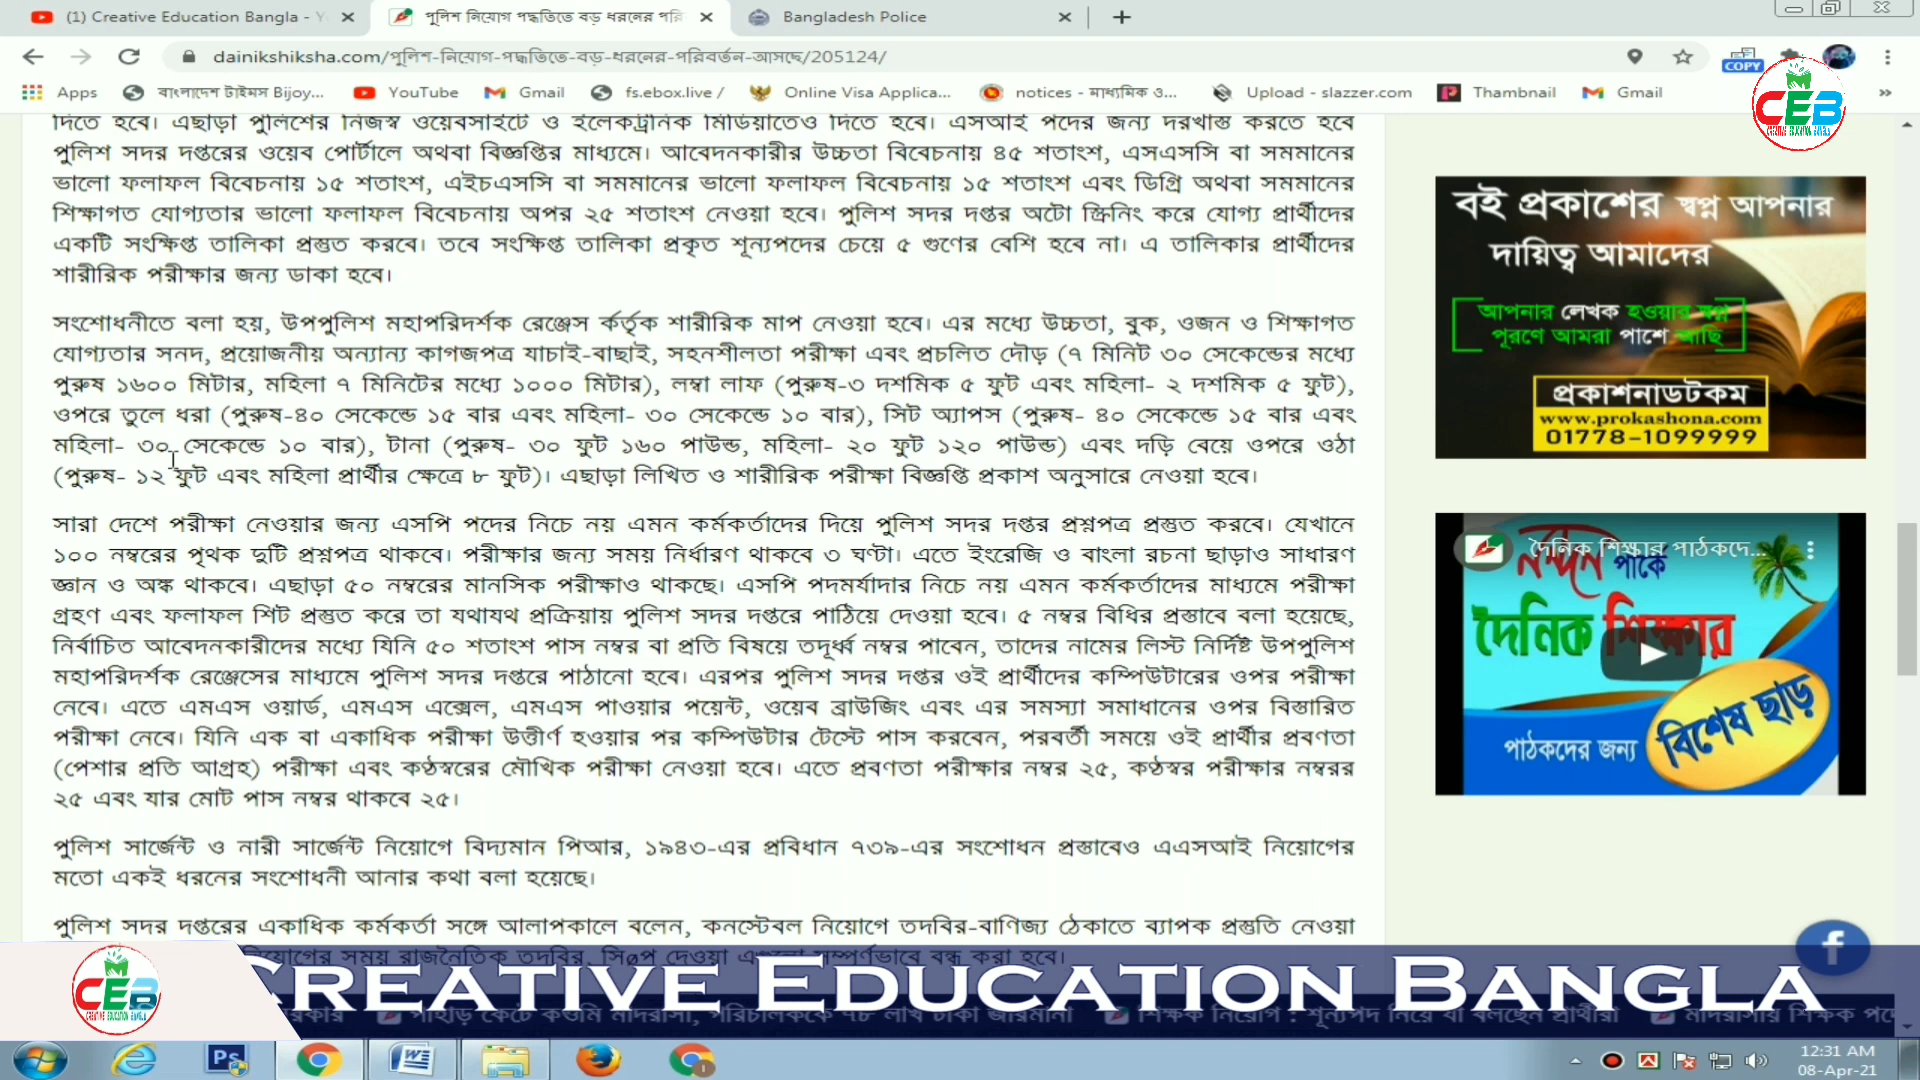 (1) Creative Education Bangla - Y
পুলিশ নিয়োগ পদ্ধতিতে বড় ধরনের পরি
Bangladesh Police
dainikshiksha.com/পুলিশ-নিয়োগ-পদ্ধতিতে-বড়-ধরনের-পরিবর্তন-আসছে/205124/
COPY
Apps
বাংলাদেশ টাইমস Bijoy...
YouTube
Gmail
fs.ebox.live /
Online Visa Applica...
notices - মাধ্যমিক ও...
Upload - slazzer.com
Thambnail
Gmail
CEB
CREATIVE EDUCATION BANGLA
দিতে হবে। এছাড়া পুলিশের নিজস্ব ওয়েবসাইটে ও ইলেকট্রনিক মিডিয়াতেও দিতে হবে। এসআই পদের জন্য দরখাস্ত করতে হবে
পুলিশ সদর দপ্তরের ওয়েব পোর্টালে অথবা বিজ্ঞপ্তির মাধ্যমে। আবেদনকারীর উচ্চতা বিবেচনায় ৪৫ শতাংশ, এসএসসি বা সমমানের
ভালো ফলাফল বিবেচনায় ১৫ শতাংশ, এইচএসসি বা সমমানের ভালো ফলাফল বিবেচনায় ১৫ শতাংশ এবং ডিগ্রি অথবা সমমানের
শিক্ষাগত যোগ্যতার ভালো ফলাফল বিবেচনায় অপর ২৫ শতাংশ নেওয়া হবে। পুলিশ সদর দপ্তর অটো স্ক্রিনিং করে যোগ্য প্রার্থীদের
একটি সংক্ষিপ্ত তালিকা প্রস্তুত করবে। তবে সংক্ষিপ্ত তালিকা প্রকৃত শূন্যপদের চেয়ে ৫ গুণের বেশি হবে না। এ তালিকার প্রার্থীদের
শারীরিক পরীক্ষার জন্য ডাকা হবে।
সংশোধনীতে বলা হয়, উপপুলিশ মহাপরিদর্শক রেঞ্জেস র্কর্তৃক শারীরিক মাপ নেওয়া হবে। এর মধ্যে উচ্চতা, বুক, ওজন ও শিক্ষাগত
যোগ্যতার সনদ, প্রয়োজনীয় অন্যান্য কাগজপত্র যাচাই-বাছাই, সহনশীলতা পরীক্ষা এবং প্রচলিত দৌড় (৭ মিনিট ৩০ সেকেন্ডের মধ্যে
পুরুষ ১৬০০ মিটার, মহিলা ৭ মিনিটের মধ্যে ১০০০ মিটার), লম্বা লাফ (পুরুষ-৩ দশমিক ৫ ফুট এবং মহিলা- ২ দশমিক ৫ ফুট),
ওপরে তুলে ধরা (পুরুষ-৪০ সেকেন্ডে ১৫ বার এবং মহিলা- ৩০ সেকেন্ডে ১০ বার), সিট অ্যাপস (পুরুষ- ৪০ সেকেন্ডে ১৫ বার এবং
মহিলা- ৩০ সেকেন্ডে ১০ বার), টানা (পুরুষ- ৩০ ফুট ১৬০ পাউন্ড, মহিলা- ২০ ফুট ১২০ পাউন্ড) এবং দড়ি বেয়ে ওপরে ওঠা
(পুরুষ- ১২ ফুট এবং মহিলা প্রার্থীর ক্ষেত্রে ৮ ফুট)। এছাড়া লিখিত ও শারীরিক পরীক্ষা বিজ্ঞপ্তি প্রকাশ অনুসারে নেওয়া হবে।
সারা দেশে পরীক্ষা নেওয়ার জন্য এসপি পদের নিচে নয় এমন কর্মকর্তাদের দিয়ে পুলিশ সদর দপ্তর প্রশ্নপত্র প্রস্তুত করবে। যেখানে
১০০ নম্বরের পৃথক দুটি প্রশ্নপত্র থাকবে। পরীক্ষার জন্য সময় নির্ধারণ থাকবে ৩ ঘণ্টা। এতে ইংরেজি ও বাংলা রচনা ছাড়াও সাধারণ
জ্ঞান ও অঙ্ক থাকবে। এছাড়া ৫০ নম্বরের মানসিক পরীক্ষাও থাকছে। এসপি পদমর্যাদার নিচে নয় এমন কর্মকর্তাদের মাধ্যমে পরীক্ষা
গ্রহণ এবং ফলাফল শিট প্রস্তুত করে তা যথাযথ প্রক্রিয়ায় পুলিশ সদর দপ্তরে পাঠিয়ে দেওয়া হবে। ৫ নম্বর বিধির প্রস্তাবে বলা হয়েছে,
নির্বাচিত আবেদনকারীদের মধ্যে যিনি ৫০ শতাংশ পাস নম্বর বা প্রতি বিষয়ে তদূর্ধ্ব নম্বর পাবেন, তাদের নামের লিস্ট নির্দিষ্ট উপপুলিশ
মহাপরিদর্শক রেঞ্জেসের মাধ্যমে পুলিশ সদর দপ্তরে পাঠানো হবে। এরপর পুলিশ সদর দপ্তর ওই প্রার্থীদের কম্পিউটারের ওপর পরীক্ষা
নেবে। এতে এমএস ওয়ার্ড, এমএস এক্সেল, এমএস পাওয়ার পয়েন্ট, ওয়েব ব্রাউজিং এবং এর সমস্যা সমাধানের ওপর বিস্তারিত
পরীক্ষা নেবে। যিনি এক বা একাধিক পরীক্ষা উত্তীর্ণ হওয়ার পর কম্পিউটার টেস্টে পাস করবেন, পরবর্তী সময়ে ওই প্রার্থীর প্রবণতা
(পেশার প্রতি আগ্রহ) পরীক্ষা এবং কণ্ঠস্বরের মৌখিক পরীক্ষা নেওয়া হবে। এতে প্রবণতা পরীক্ষার নম্বর ২৫, কণ্ঠস্বর পরীক্ষার নম্বরর
২৫ এবং যার মোট পাস নম্বর থাকবে ২৫।
পুলিশ সার্জেন্ট ও নারী সার্জেন্ট নিয়োগে বিদ্যমান পিআর, ১৯৪৩-এর প্রবিধান ৭৩৯-এর সংশোধন প্রস্তাবেও এএসআই নিয়োগের
মতো একই ধরনের সংশোধনী আনার কথা বলা হয়েছে।
পুলিশ সদর দপ্তরের একাধিক কর্মকর্তা সঙ্গে আলাপকালে বলেন, কনস্টেবল নিয়োগে তদবির-বাণিজ্য ঠেকাতে ব্যাপক প্রস্তুতি নেওয়া
বই প্রকাশের স্বপ্ন আপনার
দায়িত্ব আমাদের
আপনার লেখক হওয়ার স্বপ্ন
পূরণে আমরা পাশে আছি
প্রকাশনাডটকম
www.prokashona.com
01778-1099999
দৈনিক শিক্ষার পাঠকদে...
নন্দন পার্কে
দৈনিক শিক্ষার
পাঠকদের জন্য
বিশেষ ছাড়
CEB
CREATIVE EDUCATION BANGLA
CREATIVE EDUCATION BANGLA
12:31 AM
08-Apr-21